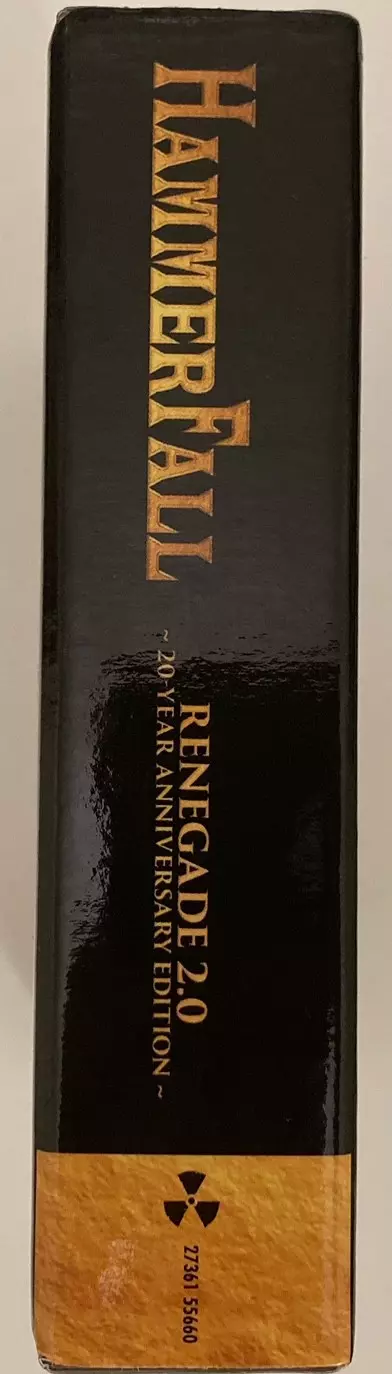 HAMMERFALL
RENEGADE 2.0
~ 20-YEAR ANNIVERSARY EDITION ~
27361 55660